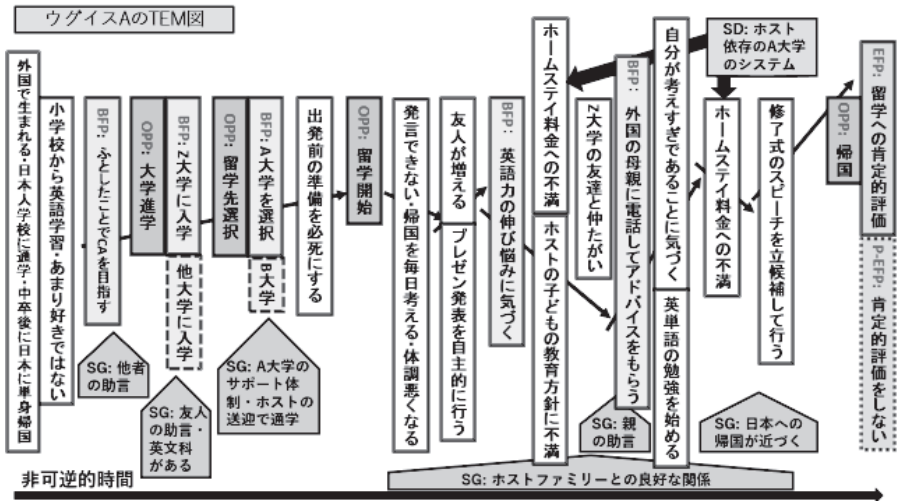 ウグイスAのTEM図
外国で生まれる・日本人学校に通学・中卒後に日本に単身帰国
小学校から英語学習・あまり好きではない
BFP: ふとしたことでCAを目指す
OPP: 大学進学
BFP: Z大学に入学
他大学に入学
OPP: 留学先選択
BFP: A大学を選択
B大学
出発前の準備を必死にする
OPP: 留学開始
発言できない・帰国を毎日考える・体調悪くなる
友人が増える
プレゼン発表を自主的に行う
BFP: 英語力の伸び悩みに気づく
ホームステイ料金への不満
ホストの子どもの教育方針に不満
Z大学の友達と仲たがい
BFP: 外国の母親に電話してアドバイスをもらう
自分が考えすぎであることに気づく
英単語の勉強を始める
SD: ホスト
依存のA大学
のシステム
ホームステイ料金への不満
修了式のスピーチを立候補して行う
OPP: 帰国
EFP: 留学への肯定的評価
P-EFP: 肯定的評価をしない
SG: 他者
の助言
SG: 友人
の助言・
英文科
がある
SG: A大学の
サポート体
制・ホストの
送迎で通学
SG: 親
の助言
SG: 日本への
帰国が近づく
SG: ホストファミリーとの良好な関係
非可逆的時間